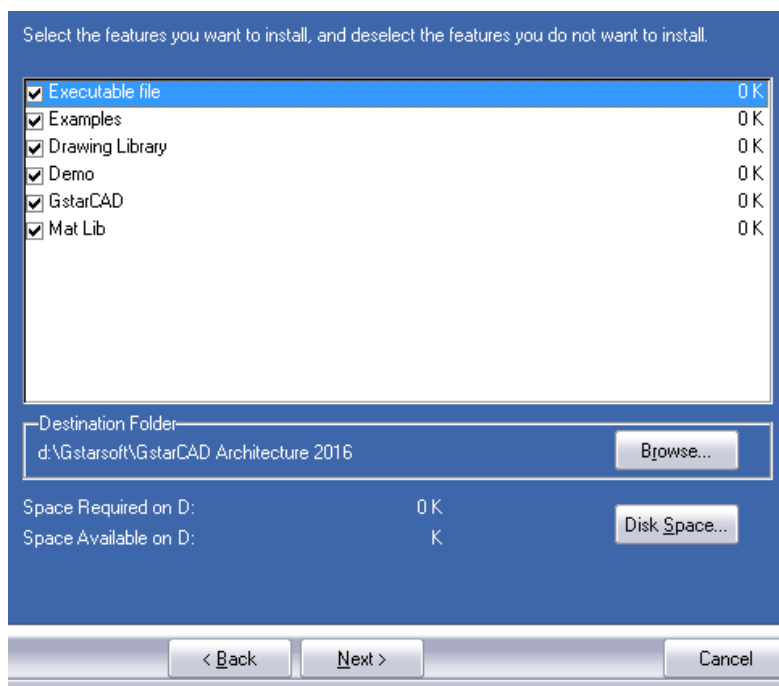 Select the features you want to install, and deselect the features you do not want to install.
Executable file 0 K
Examples 0 K
Drawing Library 0 K
Demo 0 K
GstarCAD 0 K
Mat Lib 0 K
Destination Folder
d:\Gstarsoft\GstarCAD Architecture 2016 Browse...
Space Required on D: 0 K
Disk Space...
Space Available on D: K
< Back Next > Cancel